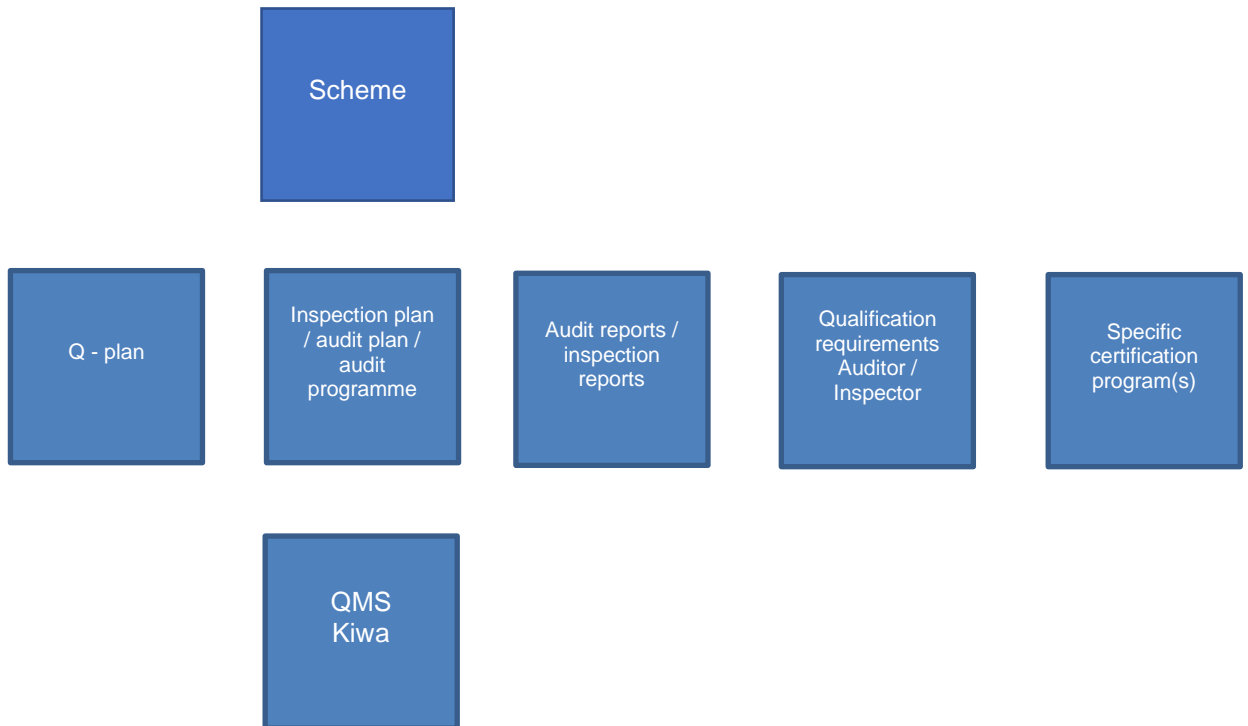 Scheme
Q - plan
Inspection plan
/ audit plan /
audit
programme
Audit reports /
inspection
reports
Qualification
requirements
Auditor /
Inspector
Specific
certification
program(s)
QMS
Kiwa